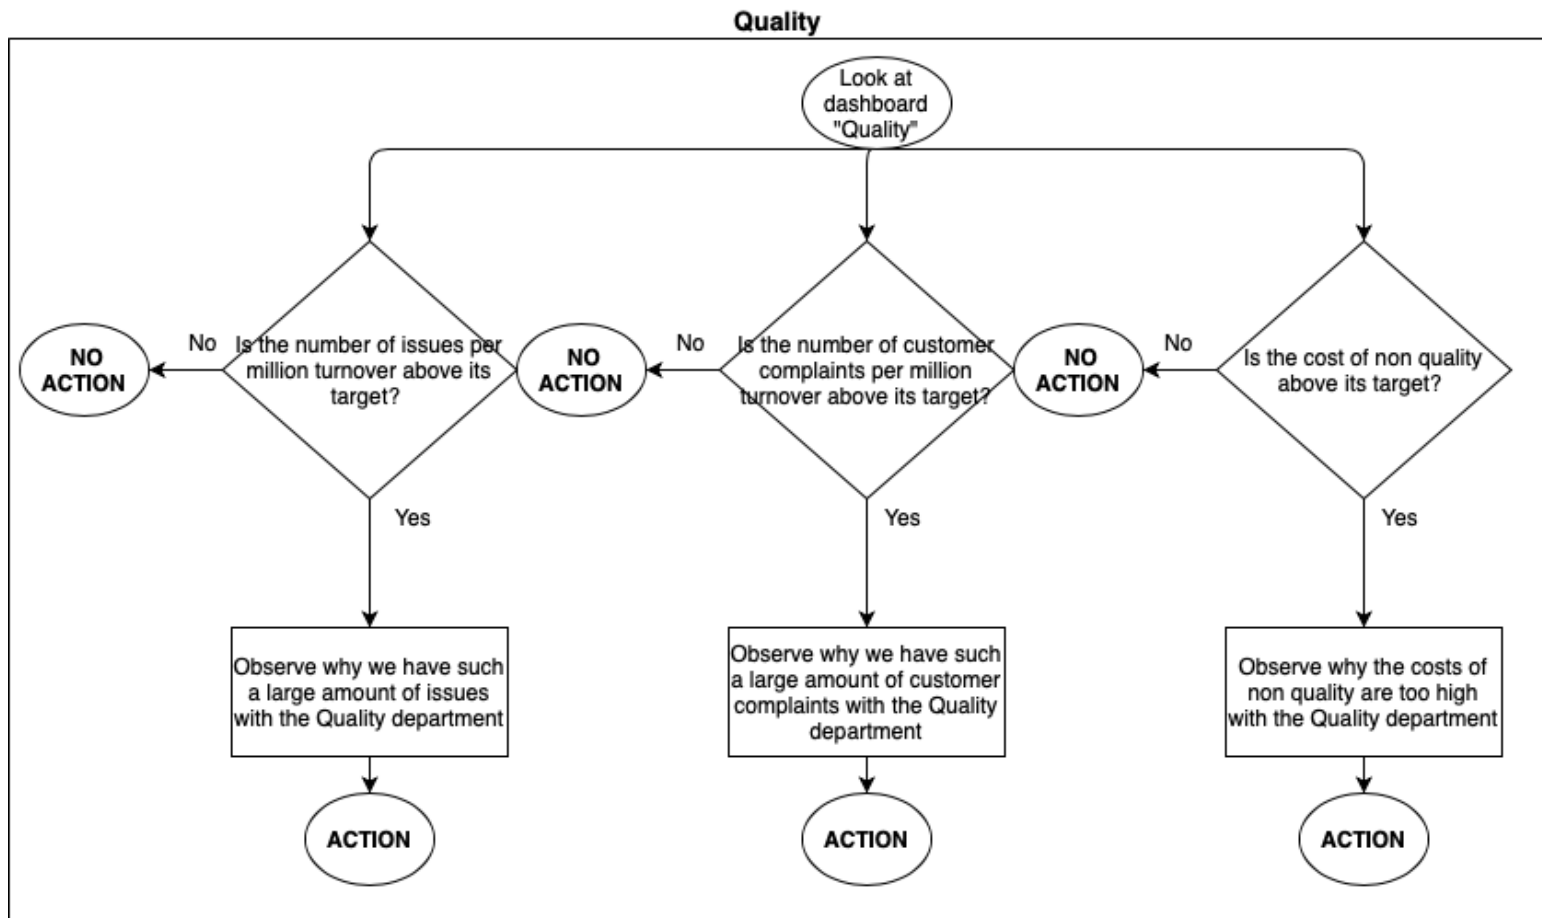 Quality
Look at
dashboard
"Quality"
No
Is the number of issues per
million turnover above its
target?
NO
ACTION
No
Is the number of customer
complaints per million
turnover above its target?
NO
ACTION
No
Is the cost of non quality
above its target?
NO
ACTION
Yes
Yes
Yes
Observe why we have such
a large amount of issues
with the Quality department
Observe why we have such
a large amount of customer
complaints with the Quality
department
Observe why the costs of
non quality are too high
with the Quality department
ACTION
ACTION
ACTION